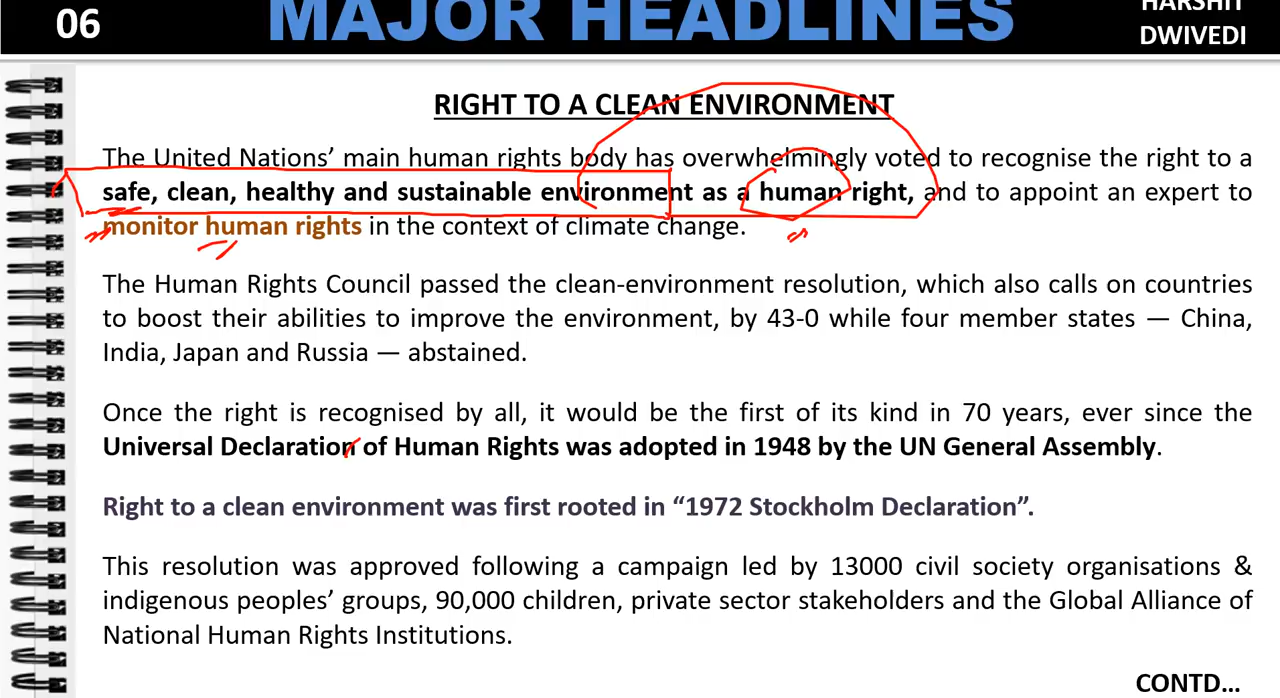 06
MAJOR HEADLINES
HARSHIT
DWIVEDI
RIGHT TO A CLEAN ENVIRONMENT
The United Nations’ main human rights body has overwhelmingly voted to recognise the right to a
safe, clean, healthy and sustainable environment as a human right, and to appoint an expert to
monitor human rights in the context of climate change.
The Human Rights Council passed the clean-environment resolution, which also calls on countries
to boost their abilities to improve the environment, by 43-0 while four member states — China,
India, Japan and Russia — abstained.
Once the right is recognised by all, it would be the first of its kind in 70 years, ever since the
Universal Declaration of Human Rights was adopted in 1948 by the UN General Assembly.
Right to a clean environment was first rooted in “1972 Stockholm Declaration”.
This resolution was approved following a campaign led by 13000 civil society organisations &
indigenous peoples’ groups, 90,000 children, private sector stakeholders and the Global Alliance of
National Human Rights Institutions.
CONTD...